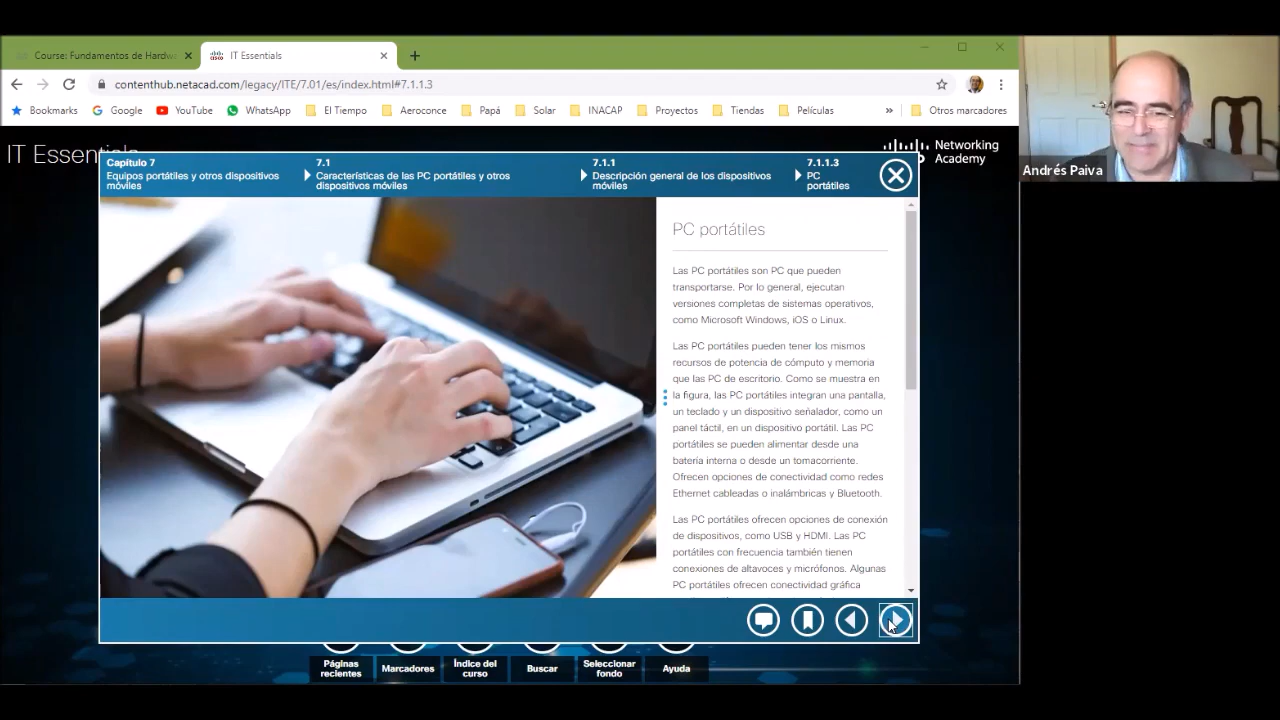 Course: Fundamentos de Hardwa
IT Essentials
contenthub.netacad.com/legacy/ITE/7.01/es/index.html#7.1.1.3
Bookmarks Google YouTube WhatsApp El Tiempo Aeroconce Papá Solar INACAP Proyectos Tiendas Películas » Otros marcadores
IT Essentials
Networking
Academy
Andrés Paiva
Capítulo 7
Equipos portátiles y otros dispositivos
móviles
7.1
Características de las PC portátiles y otros
dispositivos móviles
7.1.1
Descripción general de los dispositivos
móviles
7.1.1.3
PC
portátiles
PC portátiles
Las PC portátiles son PC que pueden
transportarse. Por lo general, ejecutan
versiones completas de sistemas operativos,
como Microsoft Windows, iOS o Linux.
Las PC portátiles pueden tener los mismos
recursos de potencia de cómputo y memoria
que las PC de escritorio. Como se muestra en
la figura, las PC portátiles integran una pantalla,
un teclado y un dispositivo señalador, como un
panel táctil, en un dispositivo portátil. Las PC
portátiles se pueden alimentar desde una
batería interna o desde un tomacorriente.
Ofrecen opciones de conectividad como redes
Ethernet cableadas o inalámbricas y Bluetooth.
Las PC portátiles ofrecen opciones de conexión
de dispositivos, como USB y HDMI. Las PC
portátiles con frecuencia también tienen
conexiones de altavoces y micrófonos. Algunas
PC portátiles ofrecen conectividad gráfica
Páginas
recientes
Marcadores
Índice del
curso
Buscar
Seleccionar
fondo
Ayuda